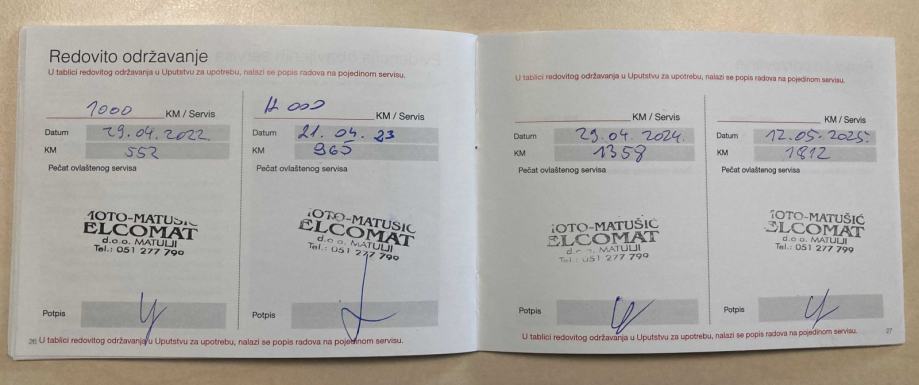 Redovito održavanje
U tablici redovitog održavanja u Uputstvu za upotrebu, nalazi se popis radova na pojedinom servisu.
1000 KM / Servis
Datum 29.04.2022.
KM 552
Pečat ovlaštenog servisa
MOTO-MATUŠIĆ
ELCOMAT
d.o.o. MATULJI
Tel.: 051 277 799
Potpis
000 KM / Servis
Datum 21.04.23
KM 965
Pečat ovlaštenog servisa
MOTO-MATUŠIĆ
ELCOMAT
d.o.o. MATULJI
Tel.: 051 277 799
Potpis
26 U tablici redovitog održavanja u Uputstvu za upotrebu, nalazi se popis radova na pojedinom servisu.
U tablici redovitog održavanja u Uputstvu za upotrebu, nalazi se popis radova na pojedinom servisu.
KM / Servis
Datum 29.04.2024.
KM 1358
Pečat ovlaštenog servisa
MOTO-MATUŠIĆ
ELCOMAT
d.o.o. MATULJI
Tel.: 051 277 799
Potpis
KM / Servis
Datum 12.05.2025.
KM 1812
Pečat ovlaštenog servisa
MOTO-MATUŠIĆ
ELCOMAT
d.o.o. MATULJI
Tel.: 051 277 799
Potpis
U tablici redovitog održavanja u Uputstvu za upotrebu, nalazi se popis radova na pojedinom servisu. 27